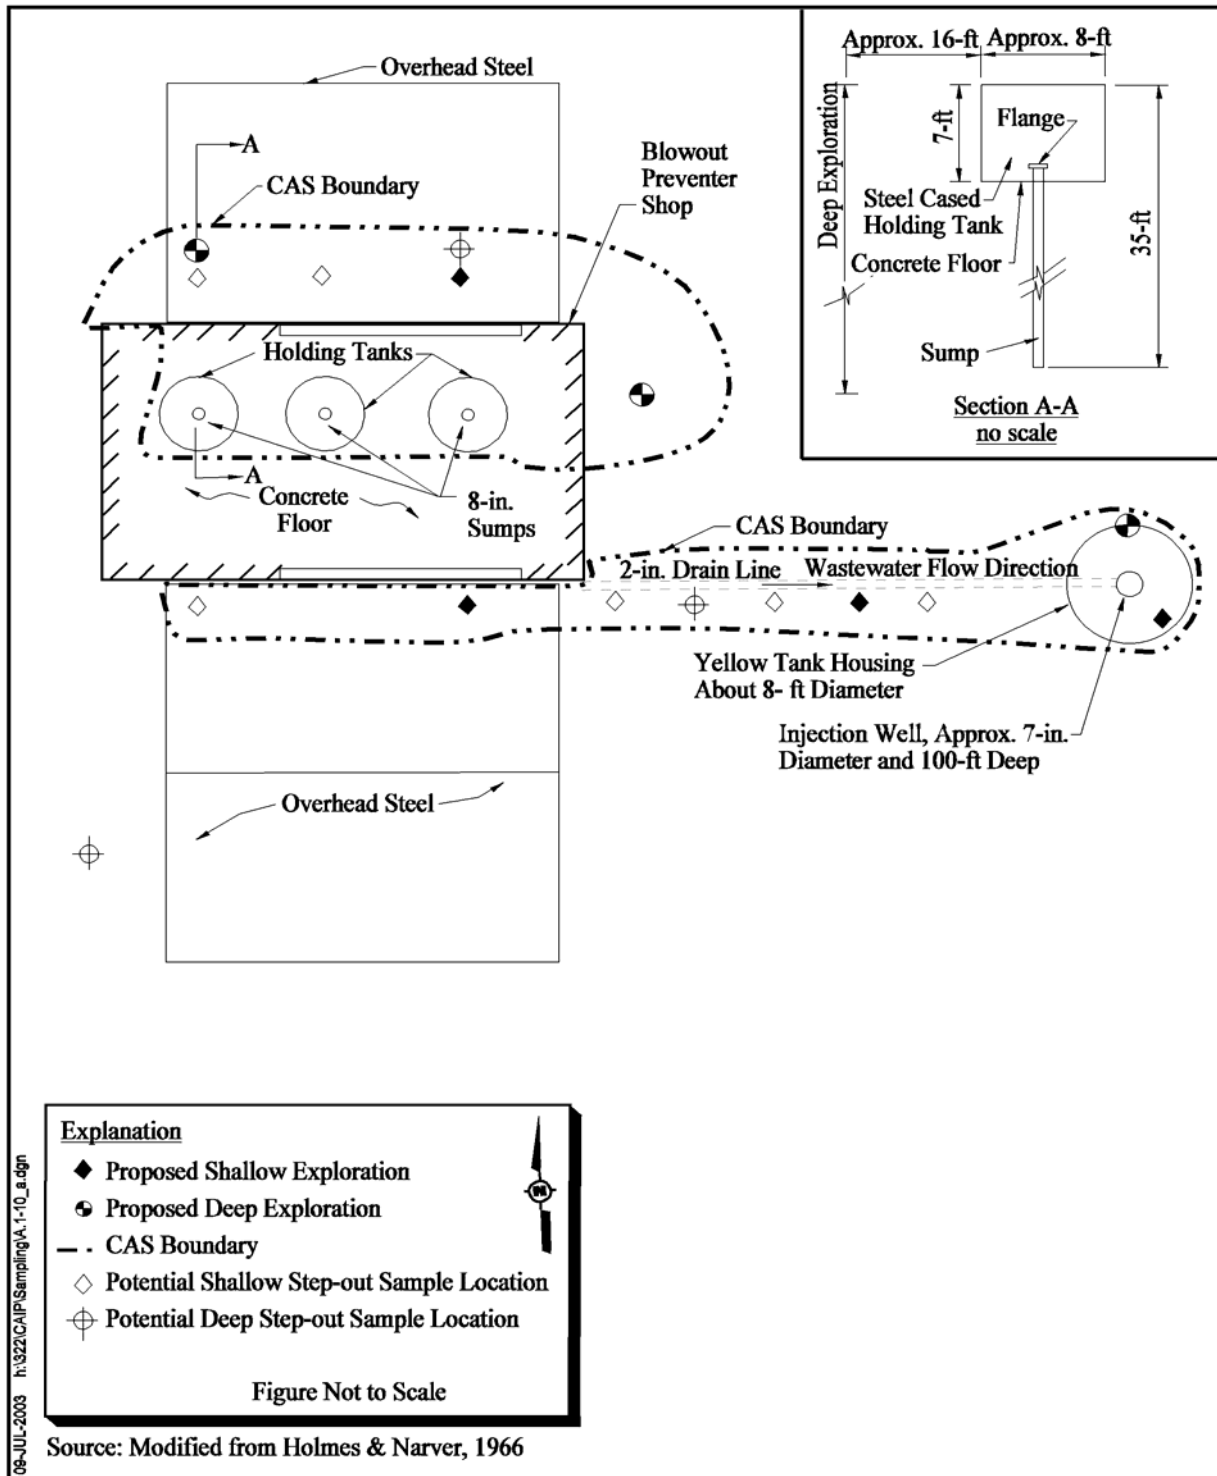 Overhead Steel
A
CAS Boundary
Blowout
Preventer
Shop
Holding Tanks
A
Concrete
Floor
8-in.
Sumps
Approx. 16-ft
Approx. 8-ft
Deep Exploration
7-ft
Flange
Steel Cased
Holding Tank
Concrete Floor
35-ft
Sump
Section A-A
no scale
CAS Boundary
2-in. Drain Line
Wastewater Flow Direction
Yellow Tank Housing
About 8- ft Diameter
Injection Well, Approx. 7-in.
Diameter and 100-ft Deep
Overhead Steel
Explanation
Proposed Shallow Exploration
Proposed Deep Exploration
CAS Boundary
Potential Shallow Step-out Sample Location
Potential Deep Step-out Sample Location
N
Figure Not to Scale
Source: Modified from Holmes & Narver, 1966
09-JUL-2003 h:\322\CAIP\Sampling\A.1-10_a.dgn